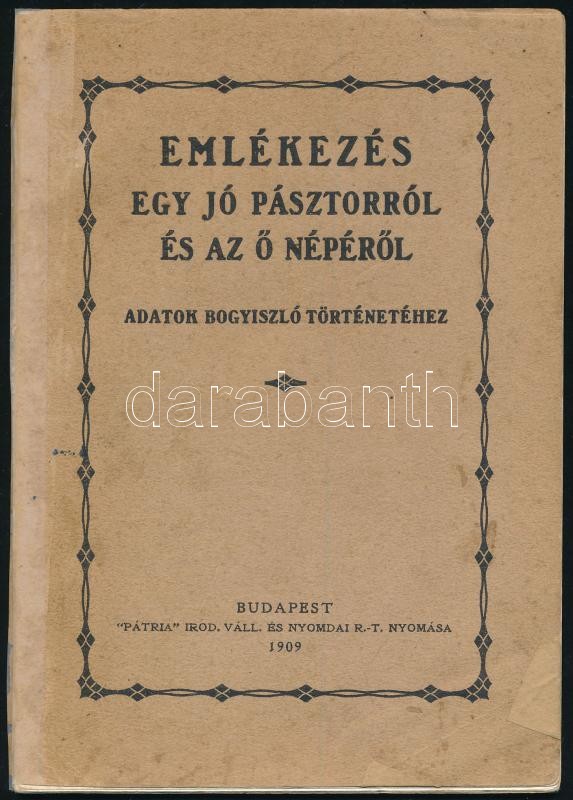 EMLÉKEZÉS
EGY JÓ PÁSZTORRÓL
ÉS AZ Ő NÉPÉRŐL
ADATOK BOGYISZLÓ TÖRTÉNETÉHEZ
darabanth
BUDAPEST
"PÁTRIA" IROD. VÁLL. ÉS NYOMDAI R.-T. NYOMÁSA
1909